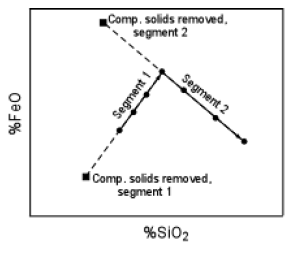 Comp. solids removed,
segment 2
Segment 1
Segment 2
%FeO
Comp. solids removed,
segment 1
%SiO₂